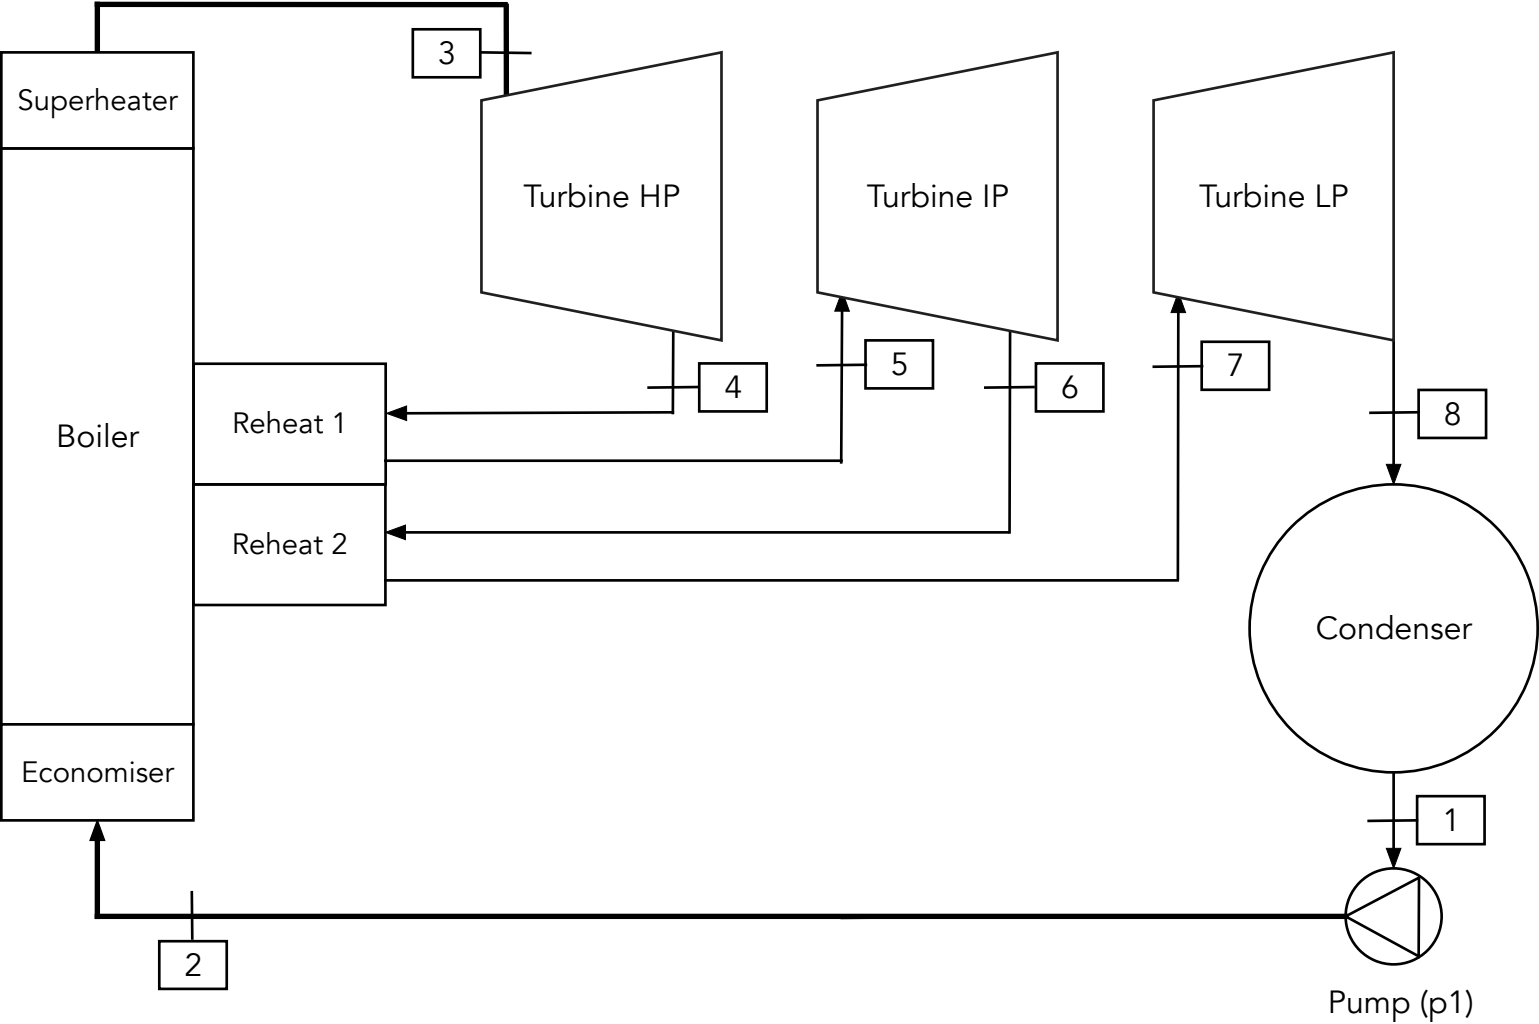 3
Superheater
Turbine HP
Turbine IP
Turbine LP
5
7
4
6
8
Reheat 1
Boiler
Reheat 2
Condenser
Economiser
1
2
Pump (p1)